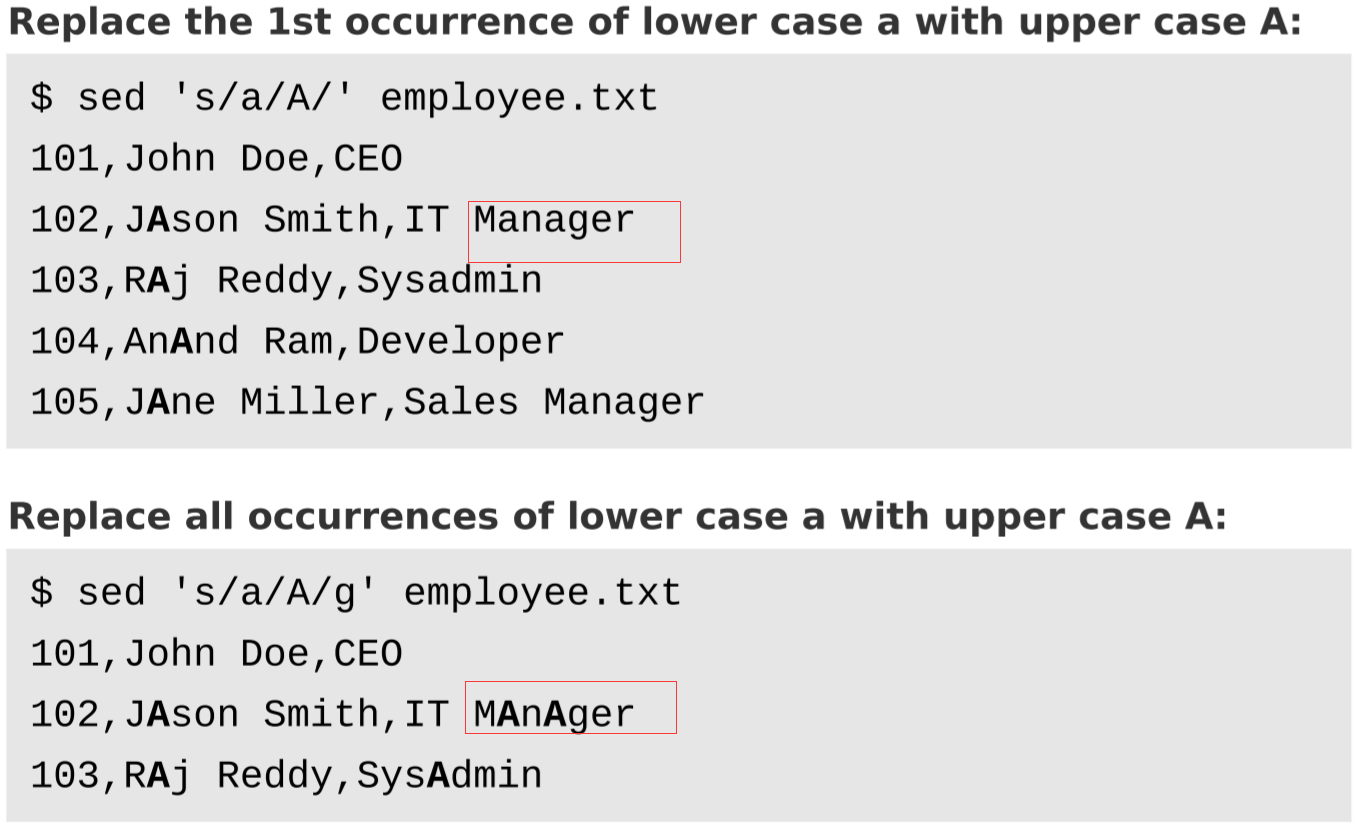 Replace the 1st occurrence of lower case a with upper case A:
$ sed 's/a/A/' employee.txt
101,John Doe,CEO
102,JAson Smith,IT Manager
103,RAj Reddy,Sysadmin
104,AnAnd Ram,Developer
105,JAne Miller,Sales Manager
Replace all occurrences of lower case a with upper case A:
$ sed 's/a/A/g' employee.txt
101,John Doe,CEO
102,JAson Smith,IT MAnAger
103,RAj Reddy,SysAdmin